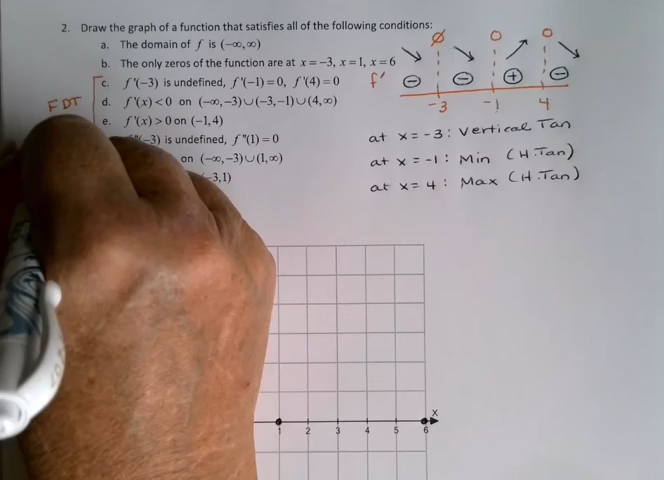 2. Draw the graph of a function that satisfies all of the following conditions:
a. The domain of f is (−∞,∞)
b. The only zeros of the function are at x = −3, x = 1, x = 6
c. f '(−3) is undefined, f '(−1) = 0, f '(4) = 0
d. f '(x) < 0 on (−∞,−3)∪(−3,−1)∪(4,∞)
e. f '(x) > 0 on (−1,4)
"(−3) is undefined, f "(1) = 0
on (−∞,−3)∪(1,∞)
−3,1)
FDT
∅ 0 0
f' ⊖ ⊖ ⊕ ⊖
−3 −1 4
at x = −3 : Vertical Tan
at x = −1 : Min (H.Tan)
at x = 4 : Max (H.Tan)
x
1 2 3 4 5 6